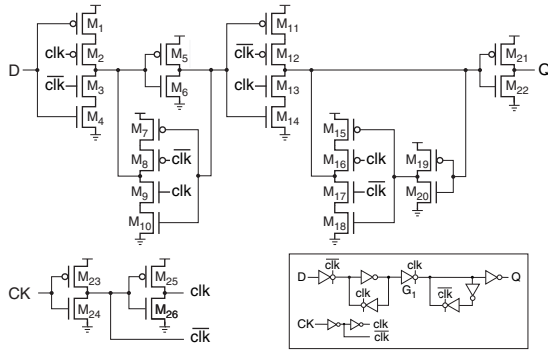 M1
M11
clk M2
M5
clk̅ M12
M21
D
Q
clk̅ M3
M6
clk M13
M22
M4
M14
M7
M15
M8 clk̅
M16 clk
M19
M9 clk
M17 clk̅
M20
M10
M18
M23
M25
CK
clk
M24
M26
clk̅
clk̅
clk
D
G1
Q
clk
clk̅
CK
clk
clk̅